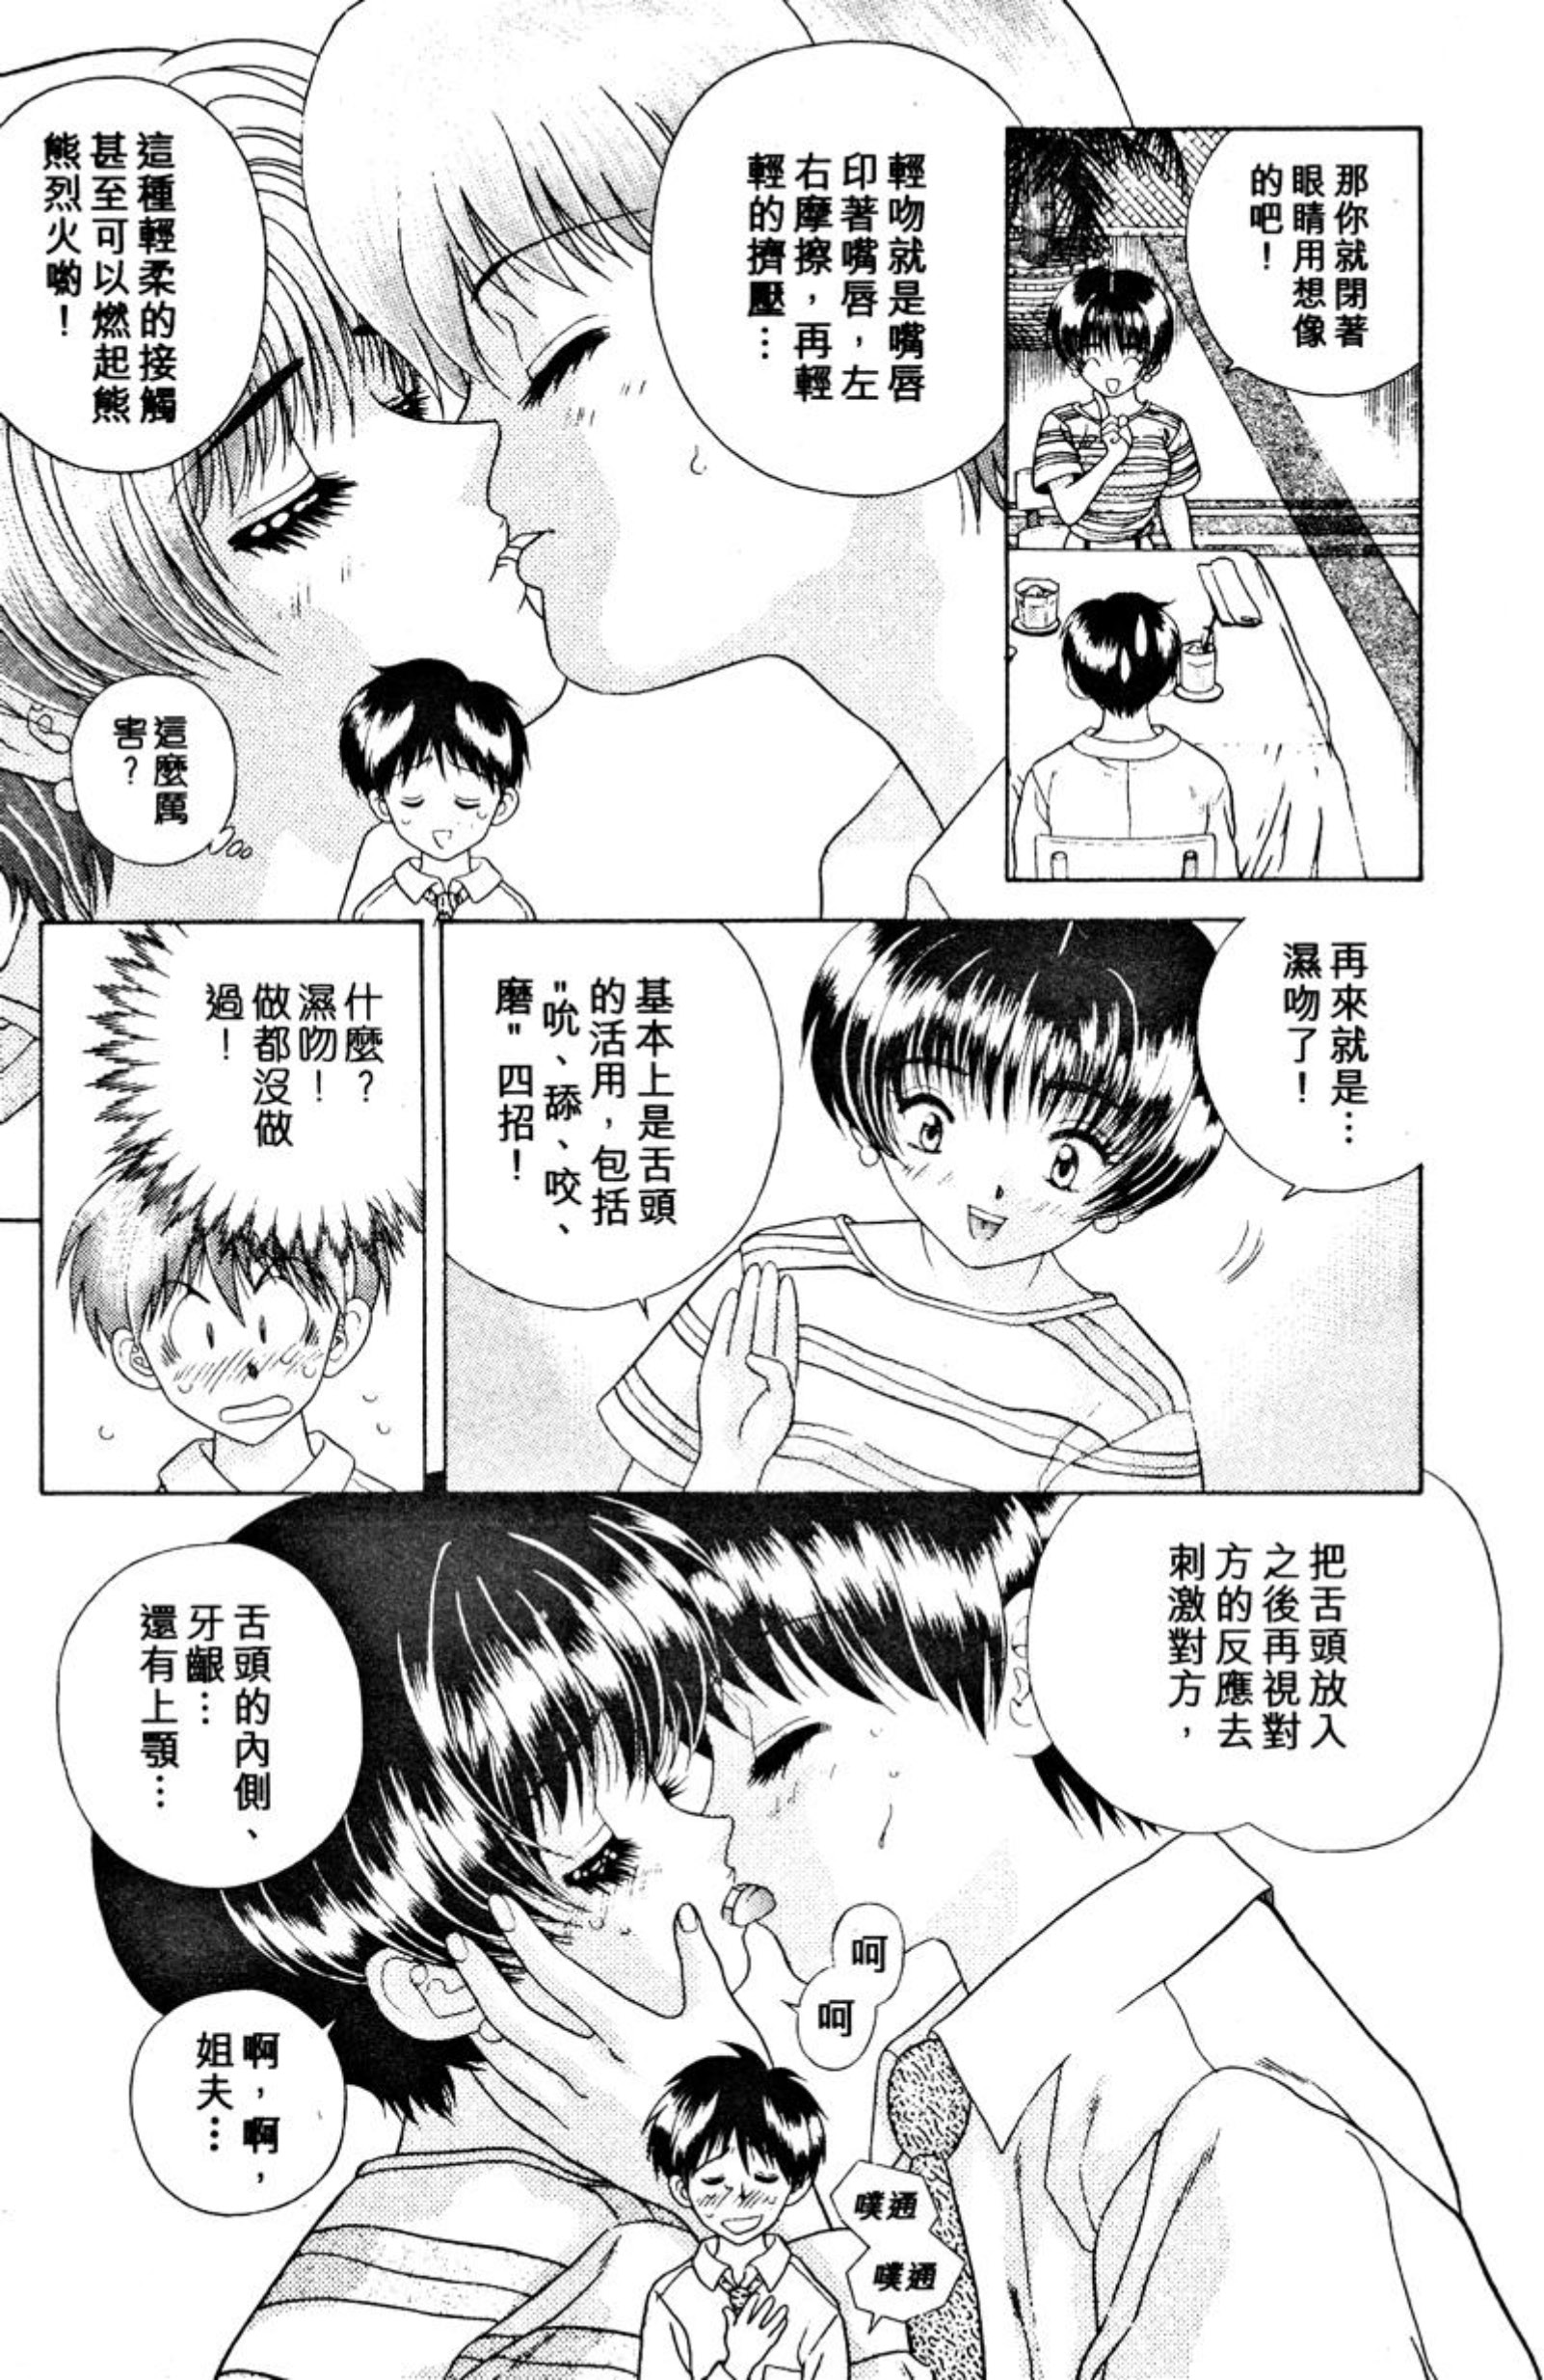 那你就閉著
眼睛用想像
的吧！
輕吻就是嘴唇
印著嘴唇，左
右摩擦，再輕
輕的擠壓…
這種輕柔的接觸
甚至可以燃起熊
熊烈火喲！
這麼厲
害？
再來就是…
濕吻了！
基本上是舌頭
的活用，包括
"吮、舔、咬、
磨"四招！
什麼？
濕吻！
做都沒做
過！
把舌頭放入
之後再視對
方的反應去
刺激對方，
舌頭的內側、
牙齦…
還有上顎…
呵
呵
啊，啊，
姐夫…
噗通
噗通